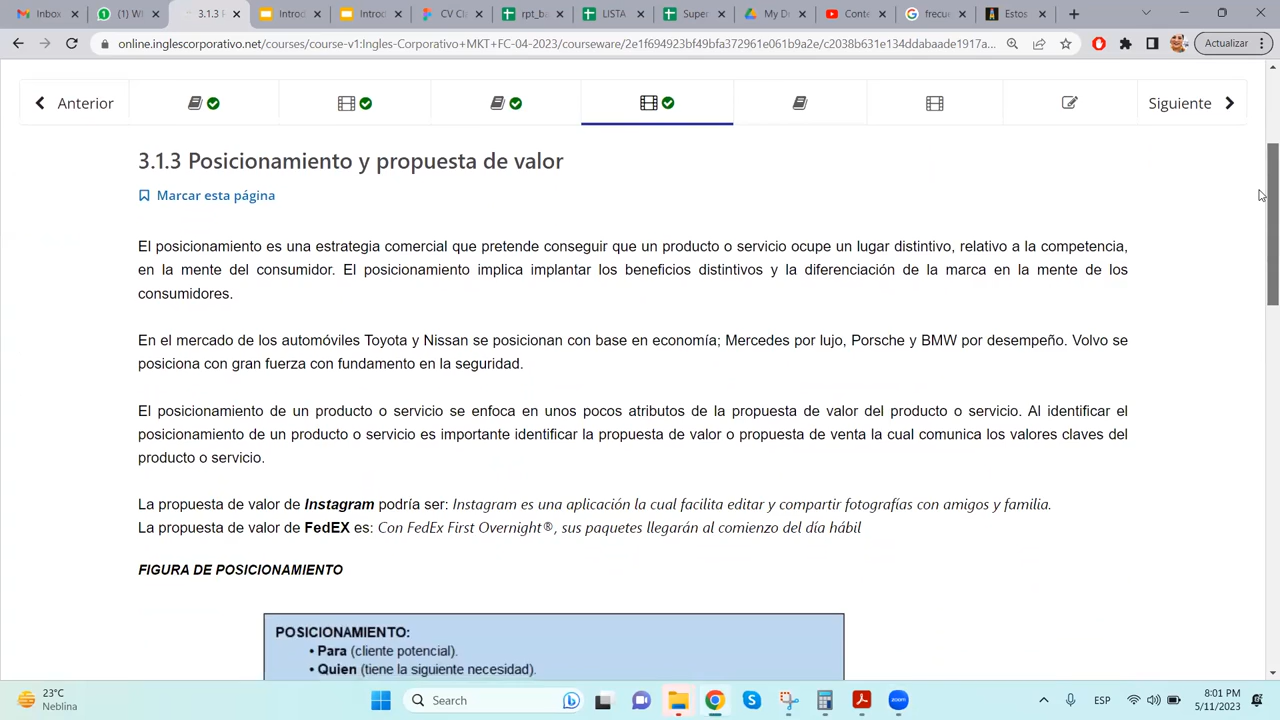 Inbox
(1) W
3.1.3 F
Introd
Introd
CV Cl
rpt_b
LISTA
Super
My Dr
Conte
frecue
Estos
online.inglescorporativo.net/courses/course-v1:Ingles-Corporativo+MKT+FC-04-2023/courseware/2e1f694923bf49bfa372961e061b9a2e/c2038b631e134ddabaade1917a...
Actualizar
Anterior
Siguiente
3.1.3 Posicionamiento y propuesta de valor
Marcar esta página
El posicionamiento es una estrategia comercial que pretende conseguir que un producto o servicio ocupe un lugar distintivo, relativo a la competencia,
en la mente del consumidor. El posicionamiento implica implantar los beneficios distintivos y la diferenciación de la marca en la mente de los
consumidores.
En el mercado de los automóviles Toyota y Nissan se posicionan con base en economía; Mercedes por lujo, Porsche y BMW por desempeño. Volvo se
posiciona con gran fuerza con fundamento en la seguridad.
El posicionamiento de un producto o servicio se enfoca en unos pocos atributos de la propuesta de valor del producto o servicio. Al identificar el
posicionamiento de un producto o servicio es importante identificar la propuesta de valor o propuesta de venta la cual comunica los valores claves del
producto o servicio.
La propuesta de valor de Instagram podría ser: Instagram es una aplicación la cual facilita editar y compartir fotografías con amigos y familia.
La propuesta de valor de FedEX es: Con FedEx First Overnight®, sus paquetes llegarán al comienzo del día hábil
FIGURA DE POSICIONAMIENTO
POSICIONAMIENTO:
• Para (cliente potencial).
• Quien (tiene la siguiente necesidad).
23°C
Neblina
Search
ESP
8:01 PM
5/11/2023